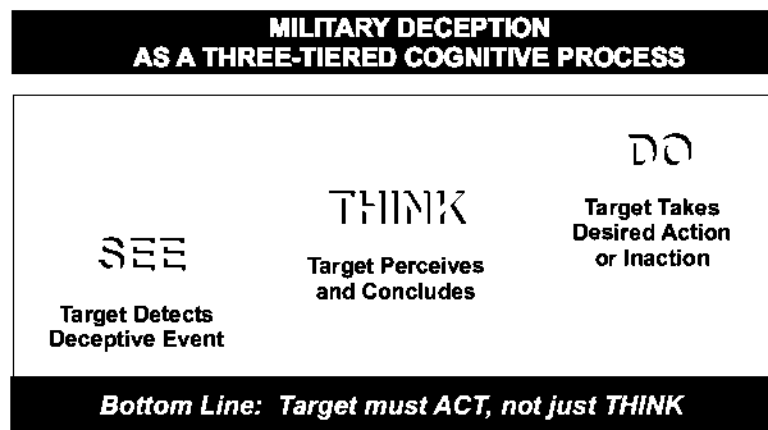 MILITARY DECEPTION
AS A THREE-TIERED COGNITIVE PROCESS
SEE
Target Detects
Deceptive Event
THINK
Target Perceives
and Concludes
DO
Target Takes
Desired Action
or Inaction
Bottom Line: Target must ACT, not just THINK